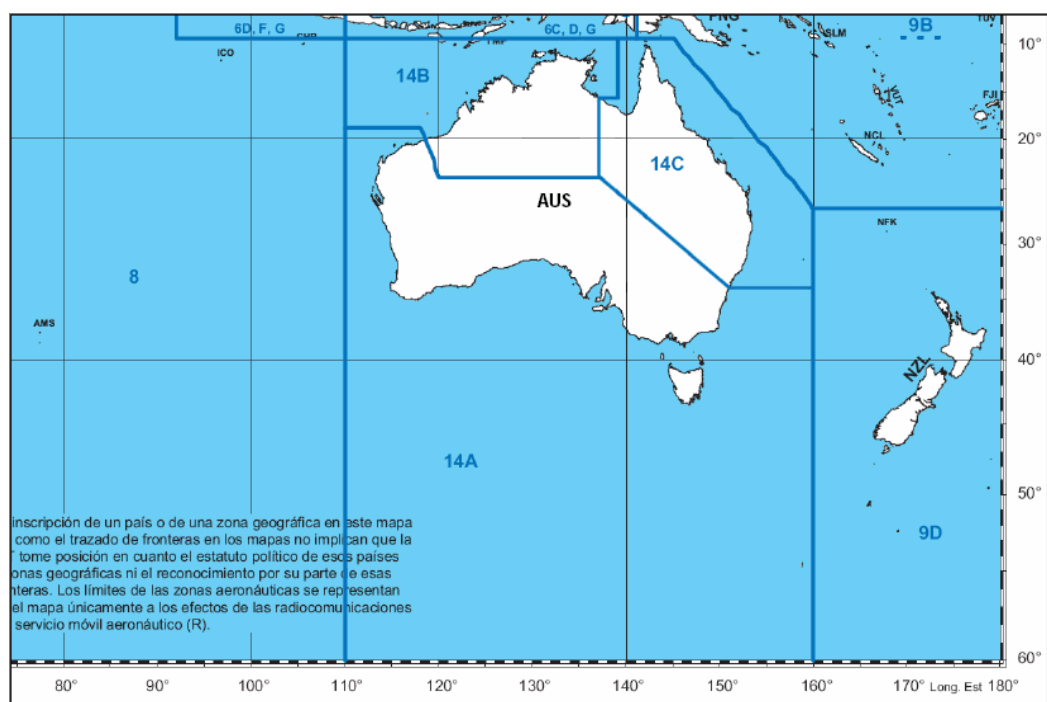 6D, F, G
6C, D, G
PNG
TUV
9B
SLM
10°
ICO
14B
VUT
FJI
NCL
20°
14C
AUS
NFK
30°
8
AMS
40°
NZL
14A
50°
9D
inscripción de un país o de una zona geográfica en este mapa
como el trazado de fronteras en los mapas no implican que la
tome posición en cuanto el estatuto político de esos países
onas geográficas ni el reconocimiento por su parte de esas
nteras. Los límites de las zonas aeronáuticas se representan
el mapa únicamente a los efectos de las radiocomunicaciones
servicio móvil aeronáutico (R).
60°
80° 90° 100° 110° 120° 130° 140° 150° 160° 170° Long. Est 180°